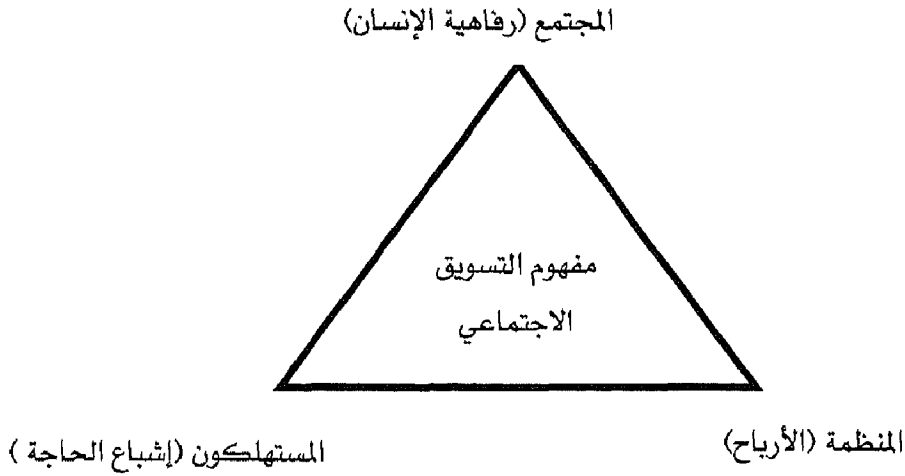 المجتمع (رفاهية الإنسان)
مفهوم التسويق
الاجتماعي
المنظمة (الأرباح)
المستهلكون (إشباع الحاجة )